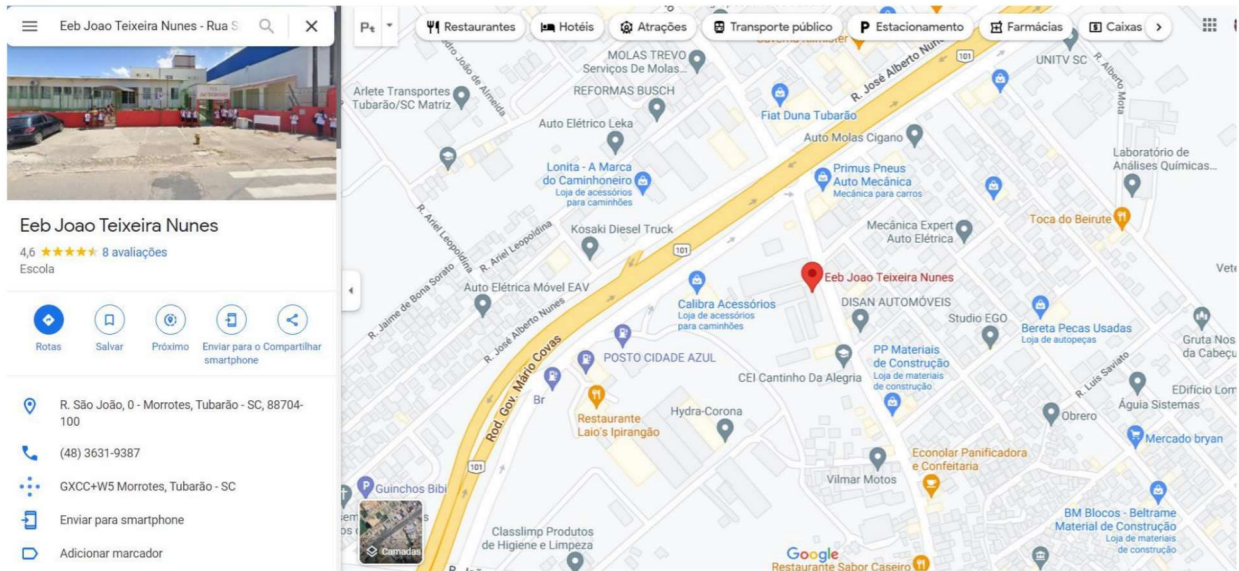 Eeb Joao Teixeira Nunes - Rua S
Eeb Joao Teixeira Nunes
4,6
8 avaliações
Escola
Rotas
Salvar
Próximo
Enviar para o
smartphone
Compartilhar
R. São João, 0 - Morrotes, Tubarão - SC, 88704-
100
(48) 3631-9387
GXCC+W5 Morrotes, Tubarão - SC
Enviar para smartphone
Adicionar marcador
Restaurantes
Hotéis
Atrações
Transporte público
P Estacionamento
Farmácias
Caixas
MOLAS TREVO
Serviços De Molas...
REFORMAS BUSCH
Arlete Transportes
Tubarão/SC Matriz
Auto Elétrico Leka
Lonita - A Marca
do Caminhoneiro
Loja de acessórios
para caminhões
R. José Alberto Nunes
101
UNITV SC
R. Alberto Mota
Fiat Duna Tubarão
Auto Molas Cigano
Laboratório de
Análises Químicas...
Primus Pneus
Auto Mecânica
Mecânica para carros
Toca do Beirute
Mecânica Expert
Auto Elétrica
R. Ariel Leopoldina
R. Ariel Leopoldina
Kosaki Diesel Truck
101
R. Jaime de Bona Sorato
Auto Elétrica Móvel EAV
Eeb Joao Teixeira Nunes
Calibra Acessórios
Loja de acessórios
para caminhões
DISAN AUTOMÓVEIS
Studio EGO
Bereta Pecas Usadas
Loja de autopeças
Gruta Nos
da Cabeçu
R. José Alberto Nunes
Rod. Gov. Mário Covas
POSTO CIDADE AZUL
Br
PP Materiais
de Construção
Loja de materiais
de construção
CEI Cantinho Da Alegria
R. Luis Saviato
EDifício Lom
Águia Sistemas
Restaurante
Laio's Ipirangão
Hydra-Corona
Obrero
Mercado bryan
101
Econolar Panificadora
e Confeitaria
Vilmar Motos
Guinchos Bibi
BM Blocos - Beltrame
Material de Construção
Loja de materiais
de construção
Camadas
Classlimp Produtos
de Higiene e Limpeza
Google
Restaurante Sabor Caseiro